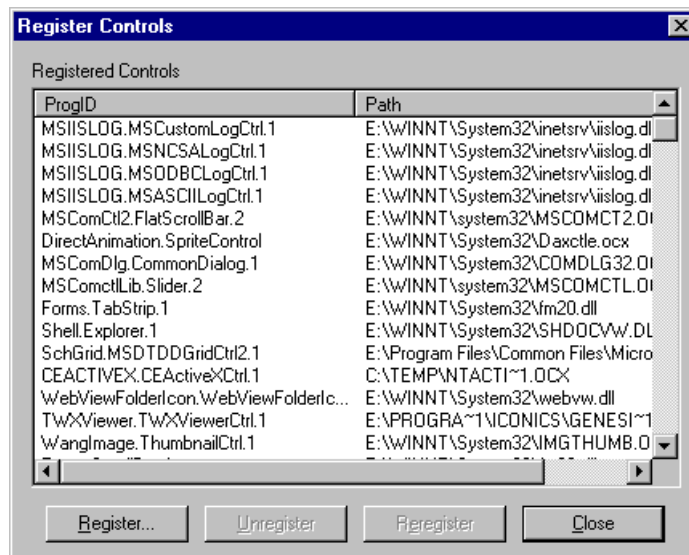 Register Controls
Registered Controls
ProgID Path
MSIISLOG.MSCustomLogCtrl.1 E:\WINNT\System32\inetsrv\iislog.dl
MSIISLOG.MSNCSALogCtrl.1 E:\WINNT\System32\inetsrv\iislog.dl
MSIISLOG.MSODBCLogCtrl.1 E:\WINNT\System32\inetsrv\iislog.dl
MSIISLOG.MSASCIILogCtrl.1 E:\WINNT\System32\inetsrv\iislog.dl
MSComCtl2.FlatScrollBar.2 E:\WINNT\system32\MSCOMCT2.O
DirectAnimation.SpriteControl E:\WINNT\System32\Daxctle.ocx
MSComDlg.CommonDialog.1 E:\WINNT\System32\COMDLG32.O
MSComctlLib.Slider.2 E:\WINNT\system32\MSCOMCTL.O
Forms.TabStrip.1 E:\WINNT\System32\fm20.dll
Shell.Explorer.1 E:\WINNT\System32\SHDOCVW.DL
SchGrid.MSDTDDGridCtrl2.1 E:\Program Files\Common Files\Micro
CEACTIVEX.CEActiveXCtrl.1 C:\TEMP\NTACTI~1.OCX
WebViewFolderIcon.WebViewFolderIc... E:\WINNT\System32\webvw.dll
TWXViewer.TWXViewerCtrl.1 E:\PROGRA~1\ICONICS\GENESI~1
WangImage.ThumbnailCtrl.1 E:\WINNT\System32\IMGTHUMB.O
Register... Unregister Reregister Close